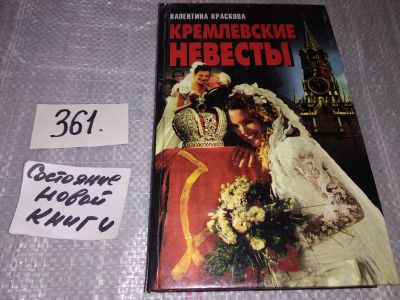 ВАЛЕНТИНА КРАСКОВА
КРЕМЛЕВСКИЕ
НЕВЕСТЫ
361.
Состояние
новой
книги